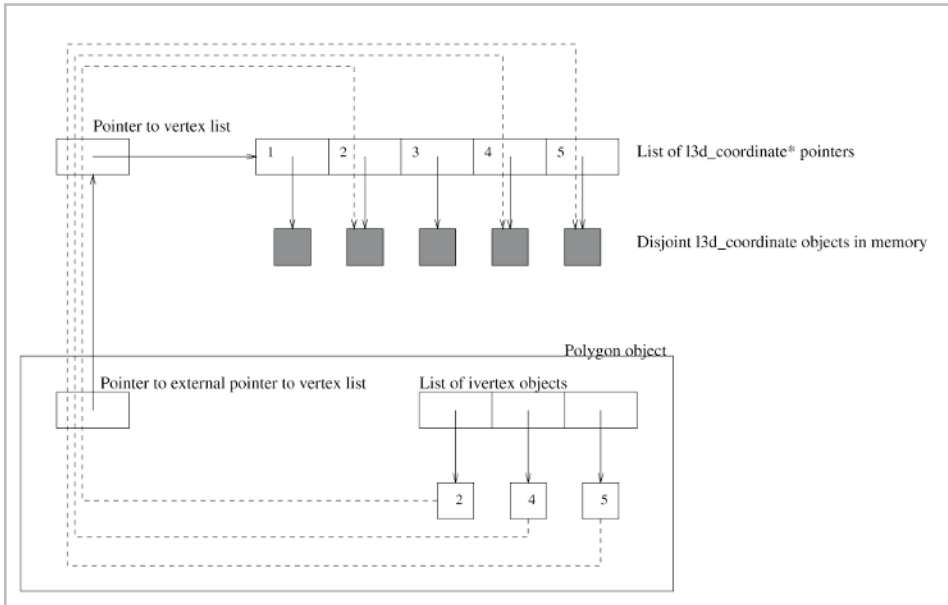 Pointer to vertex list
1 2 3 4 5
List of l3d_coordinate* pointers
Disjoint l3d_coordinate objects in memory
Polygon object
Pointer to external pointer to vertex list
List of ivertex objects
2 4 5